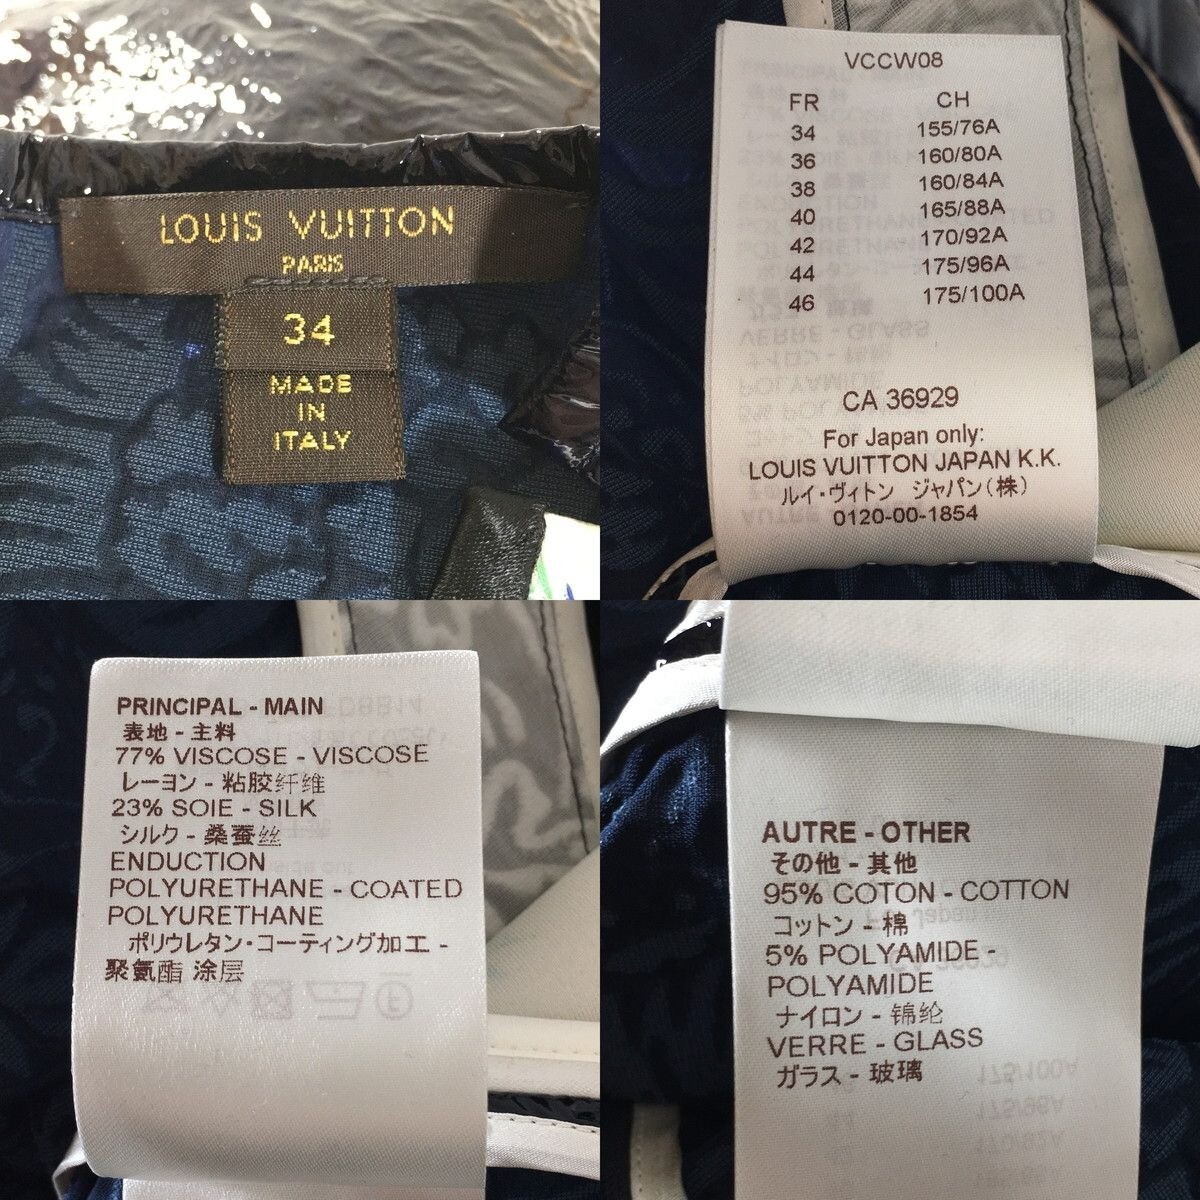 LOUIS VUITTON
PARIS
34
MADE
IN
ITALY
VCCW08
FR CH
34 155/76A
36 160/80A
38 160/84A
40 165/88A
42 170/92A
44 175/96A
46 175/100A
CA 36929
For Japan only:
LOUIS VUITTON JAPAN K.K.
ルイ・ヴィトン ジャパン(株)
0120-00-1854
PRINCIPAL - MAIN
表地 - 主料
77% VISCOSE - VISCOSE
レーヨン - 粘胶纤维
23% SOIE - SILK
シルク - 桑蚕丝
ENDUCTION
POLYURETHANE - COATED
POLYURETHANE
ポリウレタン・コーティング加工 -
聚氨酯 涂层
AUTRE - OTHER
その他 - 其他
95% COTON - COTTON
コットン - 棉
5% POLYAMIDE -
POLYAMIDE
ナイロン - 锦纶
VERRE - GLASS
ガラス - 玻璃